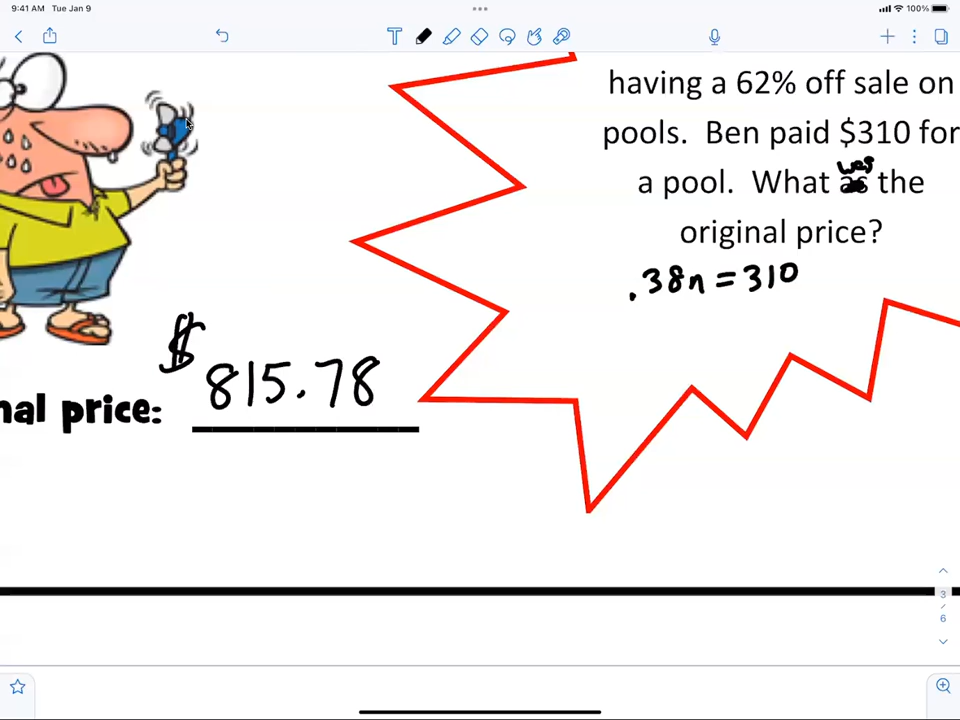 9:41 AM Tue Jan 9
100%
having a 62% off sale on
pools. Ben paid $310 for
a pool. What was the
original price?
.38n = 310
$
815.78
nal price:
3
/
6